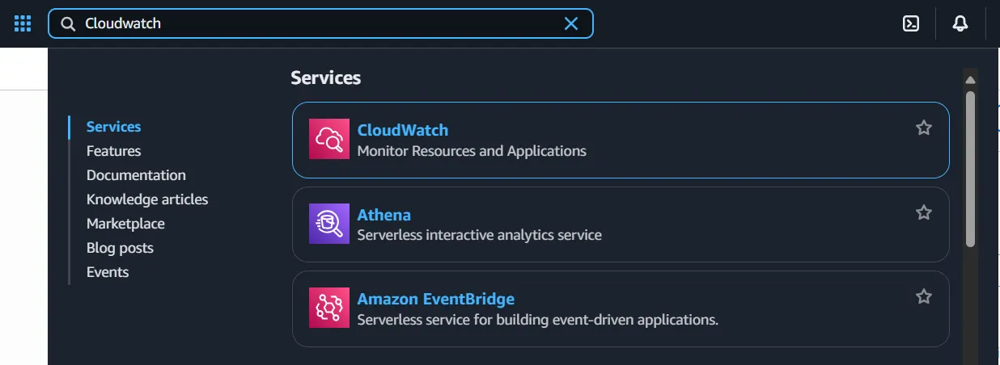 Cloudwatch
Services
Features
Documentation
Knowledge articles
Marketplace
Blog posts
Events
Services
CloudWatch
Monitor Resources and Applications
Athena
Serverless interactive analytics service
Amazon EventBridge
Serverless service for building event-driven applications.